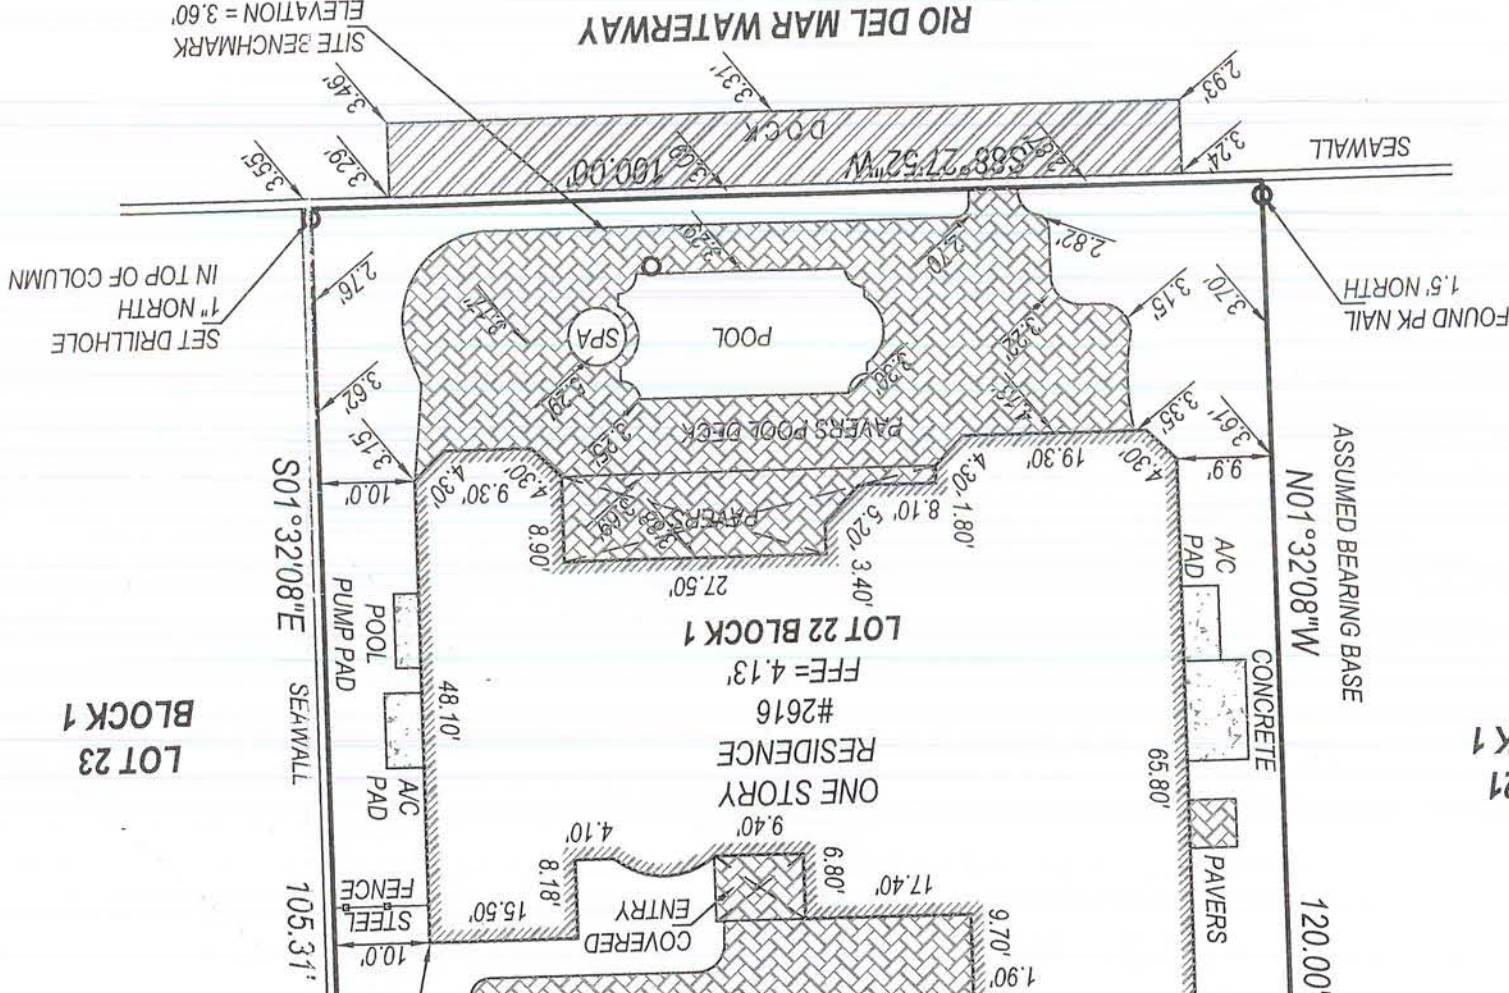 RIO DEL MAR WATERWAY
SITE BENCHMARK
ELEVATION = 3.60'
3.46'
3.31'
2.93'
DOCK
3.55'
3.29'
3.24'
SEAWALL
100.00'
S88°27'52"W
SET DRILLHOLE
1" NORTH
IN TOP OF COLUMN
FOUND PK NAIL
1.5' NORTH
2.76'
2.70
2.82'
3.15'
3.70'
SPA
POOL
3.29'
3.22'
3.62'
PAVERS POOL DECK
3.25'
3.36'
4.13'
3.15'
3.35'
3.61'
10.0'
4.30'
9.30'
4.30'
4.30'
19.30'
4.30'
9.9'
PAVERS
8.90'
27.50'
3.40'
5.20'
8.10'
1.80'
S01°32'08"E
SEAWALL
105.31'
N01°32'08"W
120.00'
ASSUMED BEARING BASE
LOT 22 BLOCK 1
FFE= 4.13'
#2616
RESIDENCE
ONE STORY
POOL
PUMP PAD
A/C
PAD
A/C
PAD
CONCRETE
PAVERS
48.10'
65.80'
LOT 23
BLOCK 1
21
K 1
9.40'
4.10'
8.18'
6.80'
17.40'
15.50'
STEEL
FENCE
COVERED
ENTRY
9.70'
10.0'
1.90'